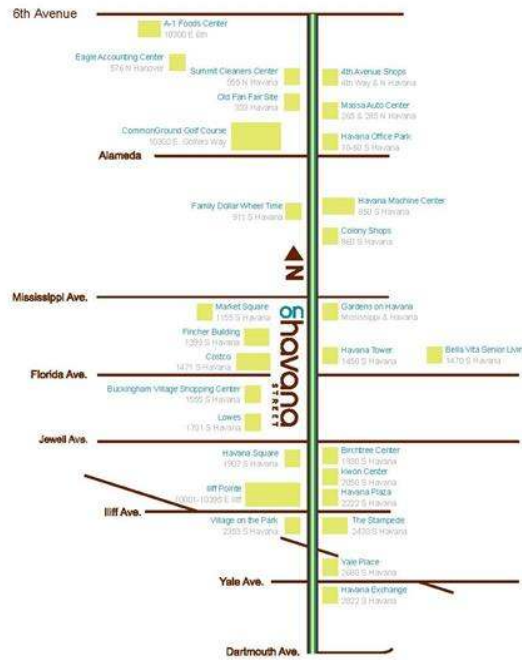 6th Avenue
A-1 Foods Center
10300 E 6th
Eagle Accounting Center
576 N Hanover
Summit Cleaners Center
555 N Havana
4th Avenue Shops
4th Way & N Havana
Old Fan Fair Site
333 Havana
Massa Auto Center
265 & 285 N Havana
CommonGround Golf Course
10300 E. Golfers Way
Havana Office Park
10-50 S Havana
Alameda
Family Dollar Wheel Time
911 S Havana
Havana Machine Center
850 S Havana
Colony Shops
960 S Havana
N
Mississippi Ave.
Market Square
1155 S Havana
Gardens on Havana
Mississippi & Havana
on havana
STREET
Fincher Building
1393 S Havana
Costco
1471 S Havana
Havana Tower
1450 S Havana
Bella Vita Senior Livin
1470 S Havana
Florida Ave.
Buckingham Village Shopping Center
1555 S Havana
Lowes
1701 S Havana
Jewell Ave.
Havana Square
1902 S Havana
Birchtree Center
1930 S Havana
Kwon Center
2050 S Havana
Iliff Pointe
10001-10395 E Iliff
Havana Plaza
2222 S Havana
Iliff Ave.
Village on the Park
2353 S Havana
The Stampede
2430 S Havana
Yale Place
2680 S Havana
Yale Ave.
Havana Exchange
2822 S Havana
Dartmouth Ave.